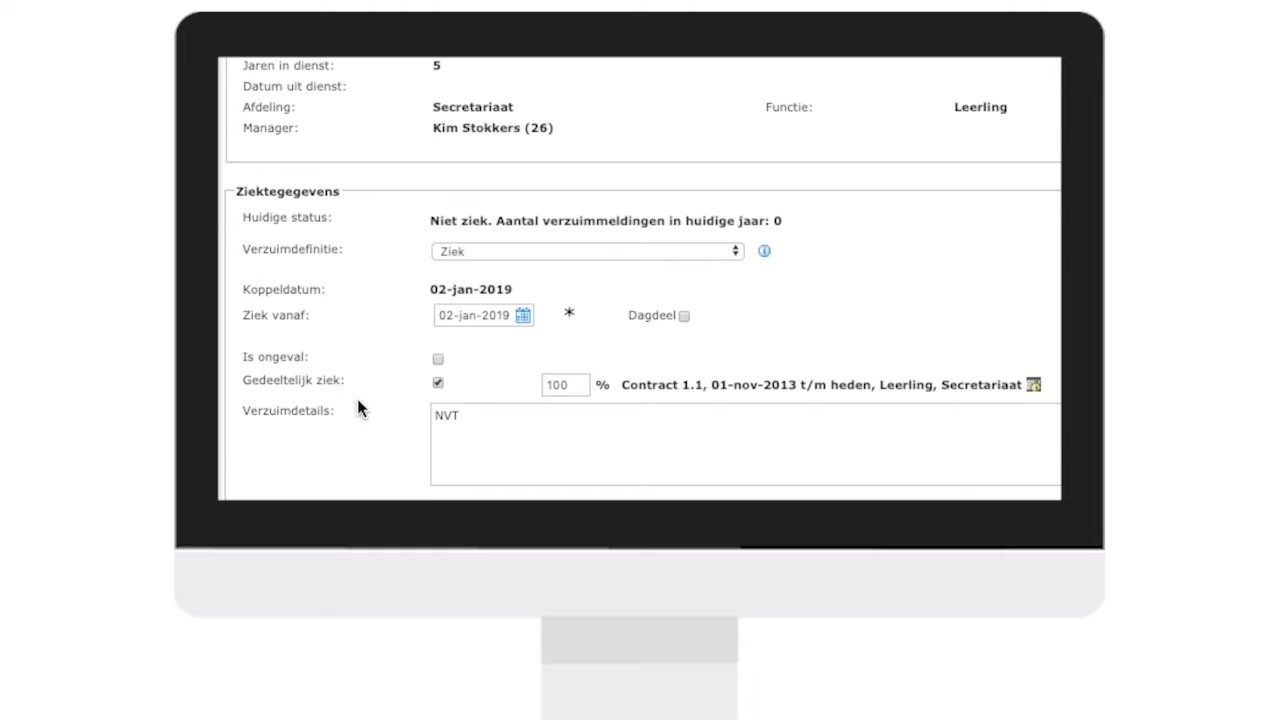 Jaren in dienst: 5
Datum uit dienst:
Afdeling: Secretariaat Functie: Leerling
Manager: Kim Stokkers (26)
Ziektegegevens
Huidige status: Niet ziek. Aantal verzuimmeldingen in huidige jaar: 0
Verzuimdefinitie: Ziek
Koppeldatum: 02-jan-2019
Ziek vanaf: 02-jan-2019 * Dagdeel
Is ongeval:
Gedeeltelijk ziek: 100 % Contract 1.1, 01-nov-2013 t/m heden, Leerling, Secretariaat
Verzuimdetails: NVT